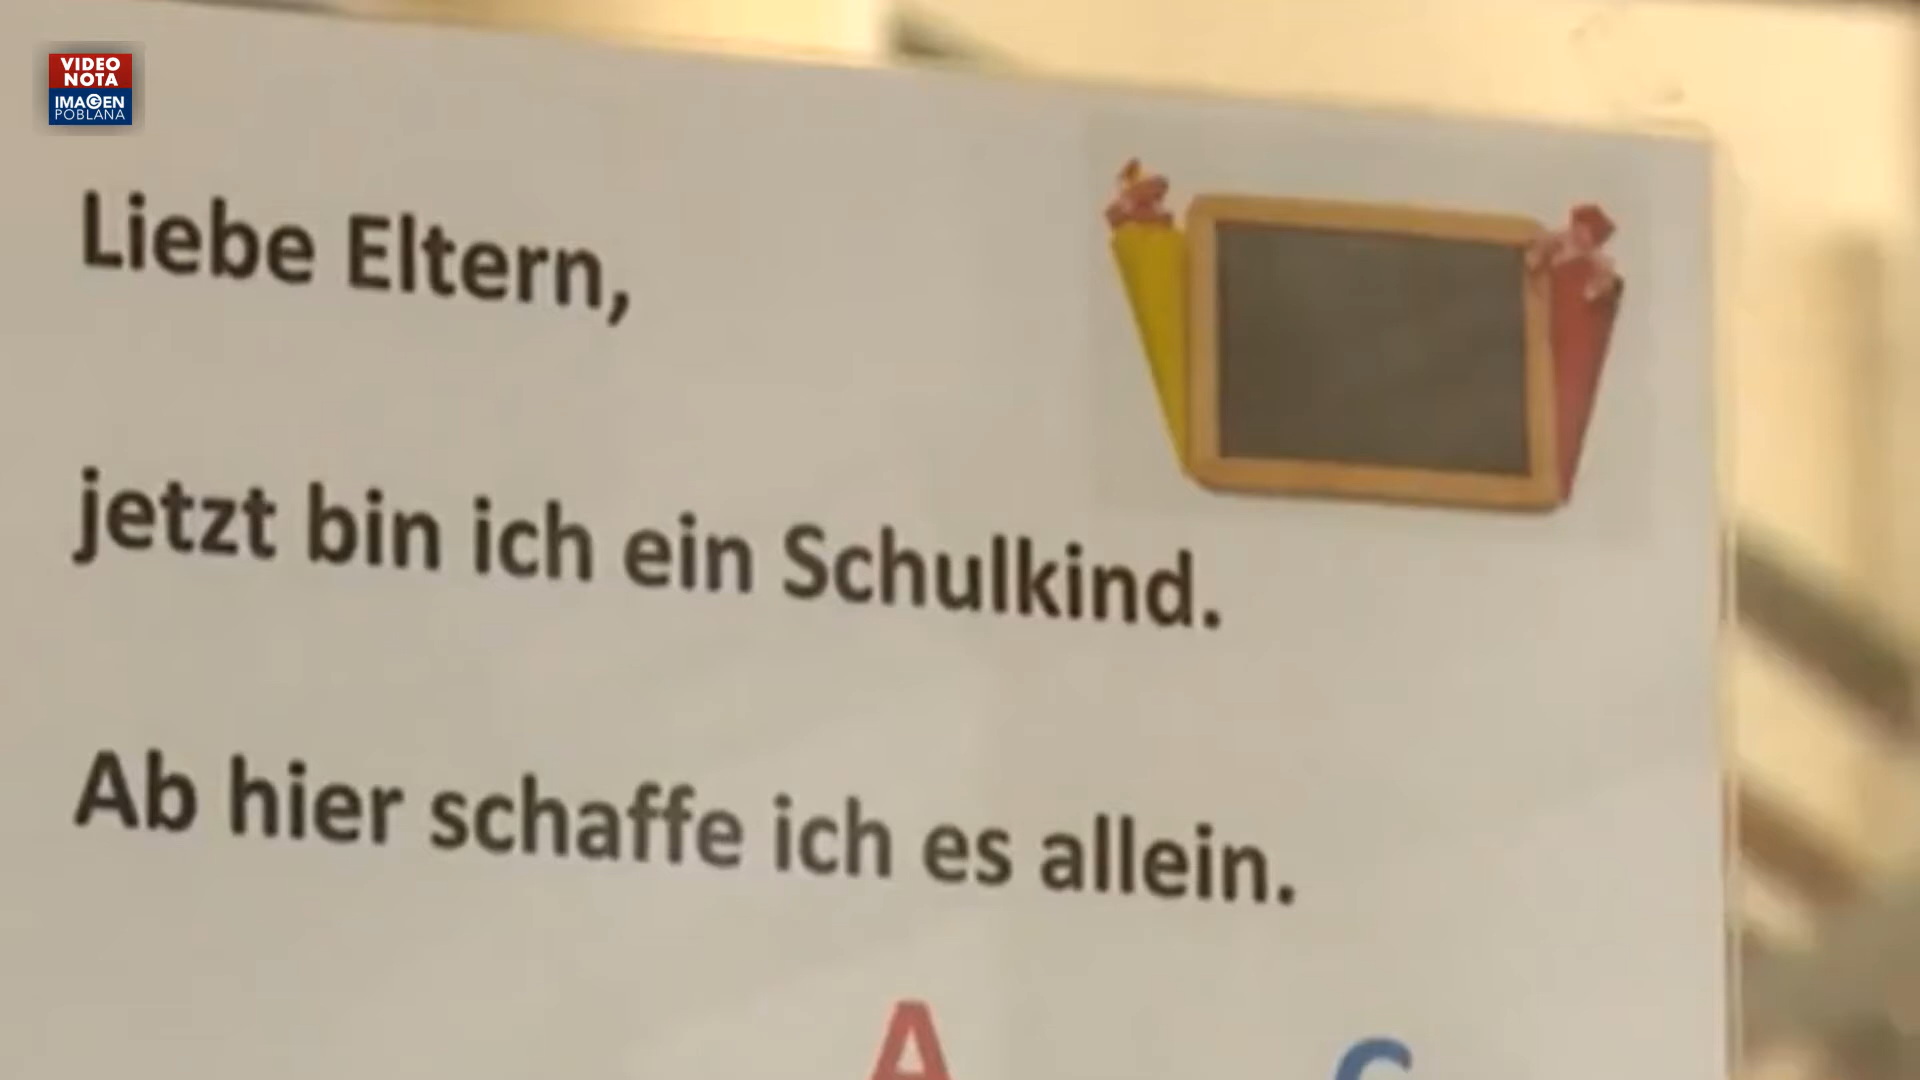 VIDEO
NOTA
IMAGEN
POBLANA
Liebe Eltern,
jetzt bin ich ein Schulkind.
Ab hier schaffe ich es allein.
A
C